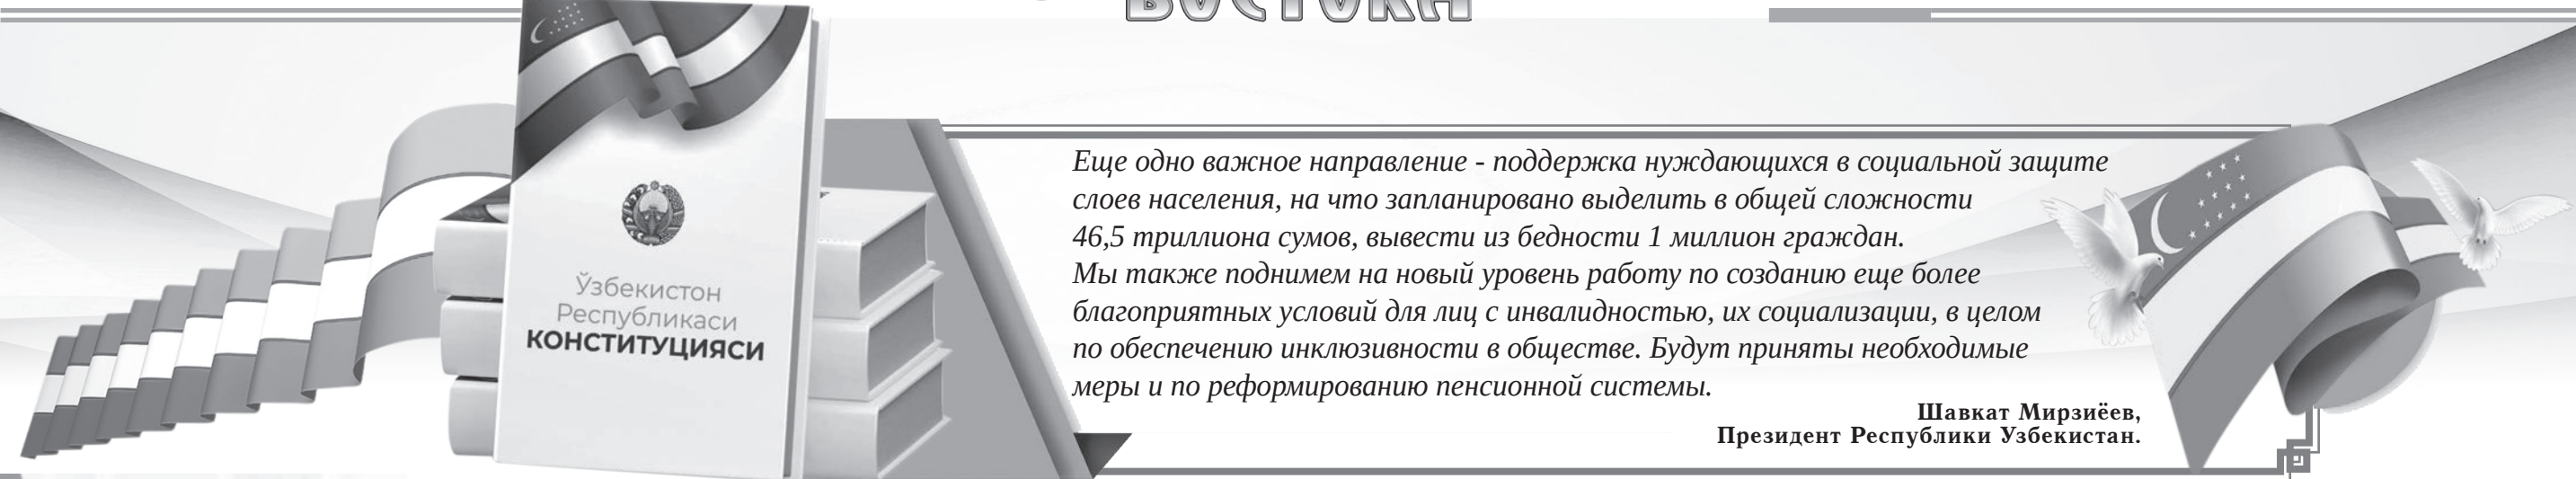 ВОСТОКА
Ўзбекистон
Республикаси
КОНСТИТУЦИЯСИ
Еще одно важное направление - поддержка нуждающихся в социальной защите
слоев населения, на что запланировано выделить в общей сложности
46,5 триллиона сумов, вывести из бедности 1 миллион граждан.
Мы также поднимем на новый уровень работу по созданию еще более
благоприятных условий для лиц с инвалидностью, их социализации, в целом
по обеспечению инклюзивности в обществе. Будут приняты необходимые
меры и по реформированию пенсионной системы.
Шавкат Мирзиёев,
Президент Республики Узбекистан.